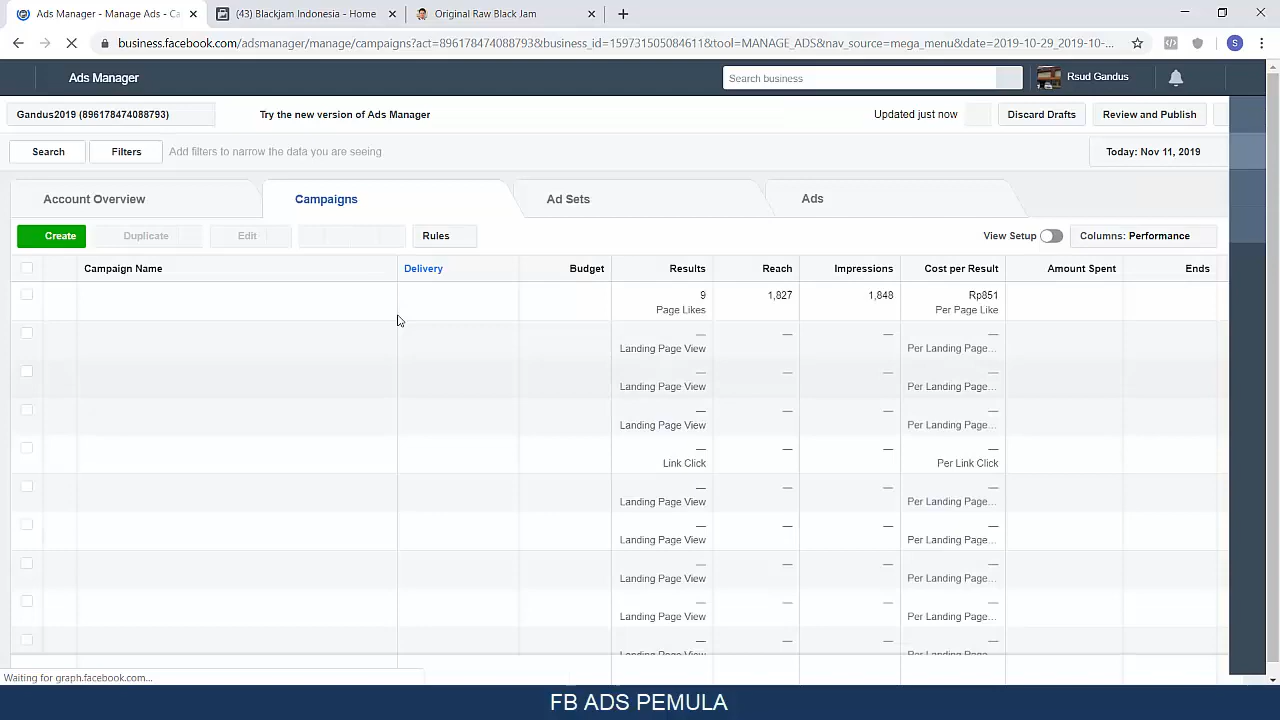 Ads Manager - Manage Ads - Ca
(43) Blackjam Indonesia - Home
Original Raw Black Jam
business.facebook.com/adsmanager/manage/campaigns?act=896178474088793&business_id=159731505084611&tool=MANAGE_ADS&nav_source=mega_menu&date=2019-10-29_2019-10-...
S
Ads Manager
Search business
Rsud Gandus
Gandus2019 (896178474088793)
Try the new version of Ads Manager
Updated just now
Discard Drafts
Review and Publish
Search
Filters
Add filters to narrow the data you are seeing
Today: Nov 11, 2019
Account Overview
Campaigns
Ad Sets
Ads
Create
Duplicate
Edit
Rules
View Setup
Columns: Performance
Campaign Name Delivery Budget Results Reach Impressions Cost per Result Amount Spent Ends
9 1,827 1,848 Rp851
Page Likes Per Page Like
— — — —
Landing Page View Per Landing Page...
— — — —
Landing Page View Per Landing Page...
— — — —
Landing Page View Per Landing Page...
— — — —
Link Click Per Link Click
— — — —
Landing Page View Per Landing Page...
— — — —
Landing Page View Per Landing Page...
— — — —
Landing Page View Per Landing Page...
— — — —
Landing Page View Per Landing Page...
— — — —
Landing Page View Per Landing Page...
Waiting for graph.facebook.com...
FB ADS PEMULA